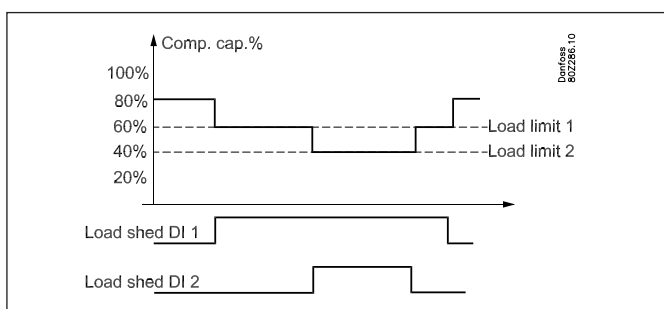 Comp. cap.%
Danfoss
80Z286.10
100%
80%
60%
Load limit 1
40%
Load limit 2
20%
Load shed DI 1
Load shed DI 2